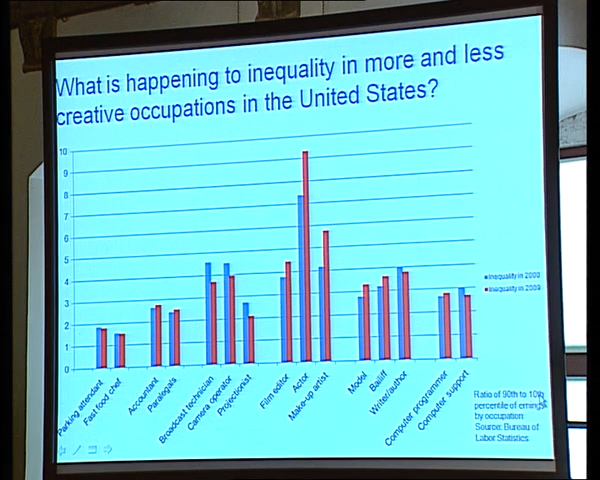 What is happening to inequality in more and less
creative occupations in the United States?
10
9
8
7
6
5
4
3
2
1
0
Parking attendant
Fast food chef
Accountant
Paralegals
Broadcast technician
Camera operator
Projectionist
Film editor
Actor
Make-up artist
Model
Bailiff
Writer/author
Computer programmer
Computer support
Inequality in 2000
Inequality in 2009
Ratio of 90th to 10th
percentile of ernings
by occupation
Source: Bureau of
Labor Statistics.